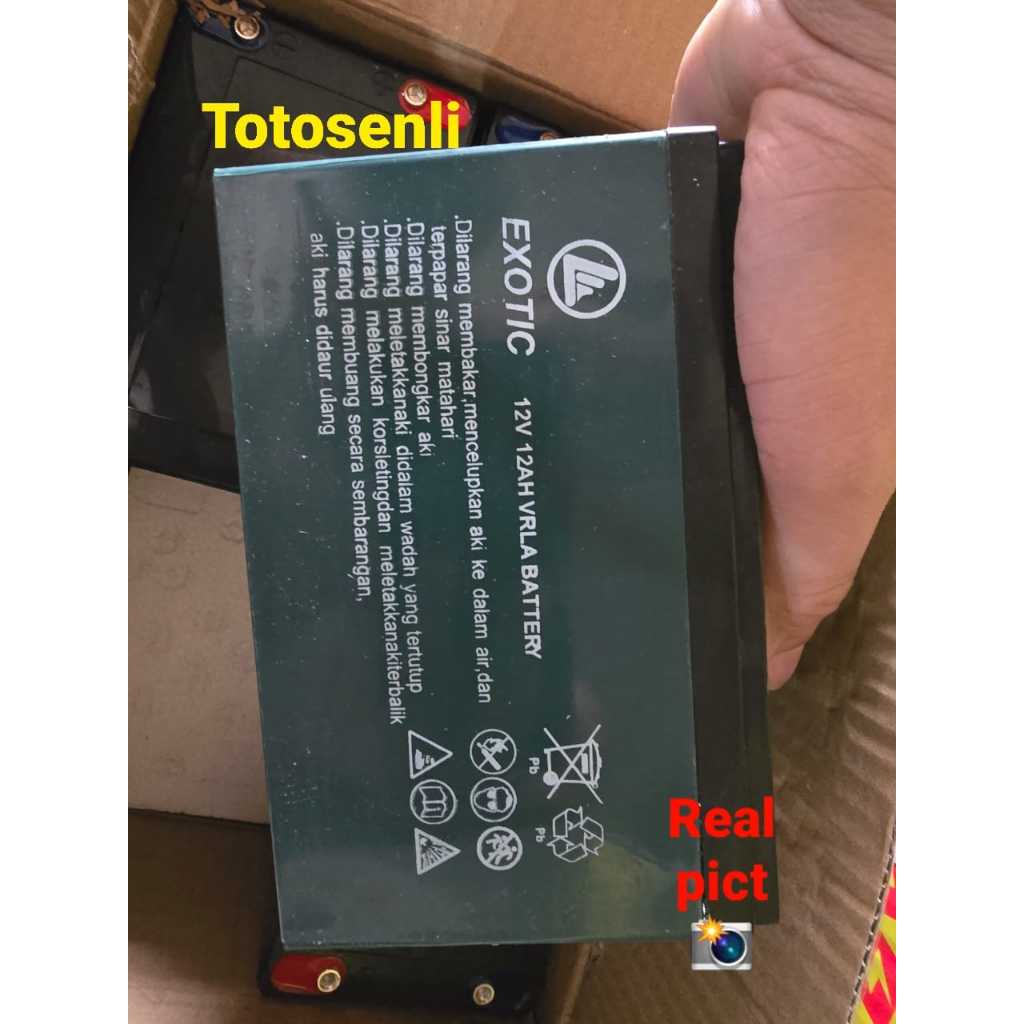 Totosenli
EXOTIC 12V 12AH VRLA BATTERY
.Dilarang membakar,mencelupkan aki ke dalam air,dan
terpapar sinar matahari
.Dilarang membongkar aki
.Dilarang meletakkanaki didalam wadah yang tertutup
.Dilarang melakukan korsletingdan meletakkanakiterbalik
.Dilarang membuang secara sembarangan,
aki harus didaur ulang
Pb
Pb
Real
pict